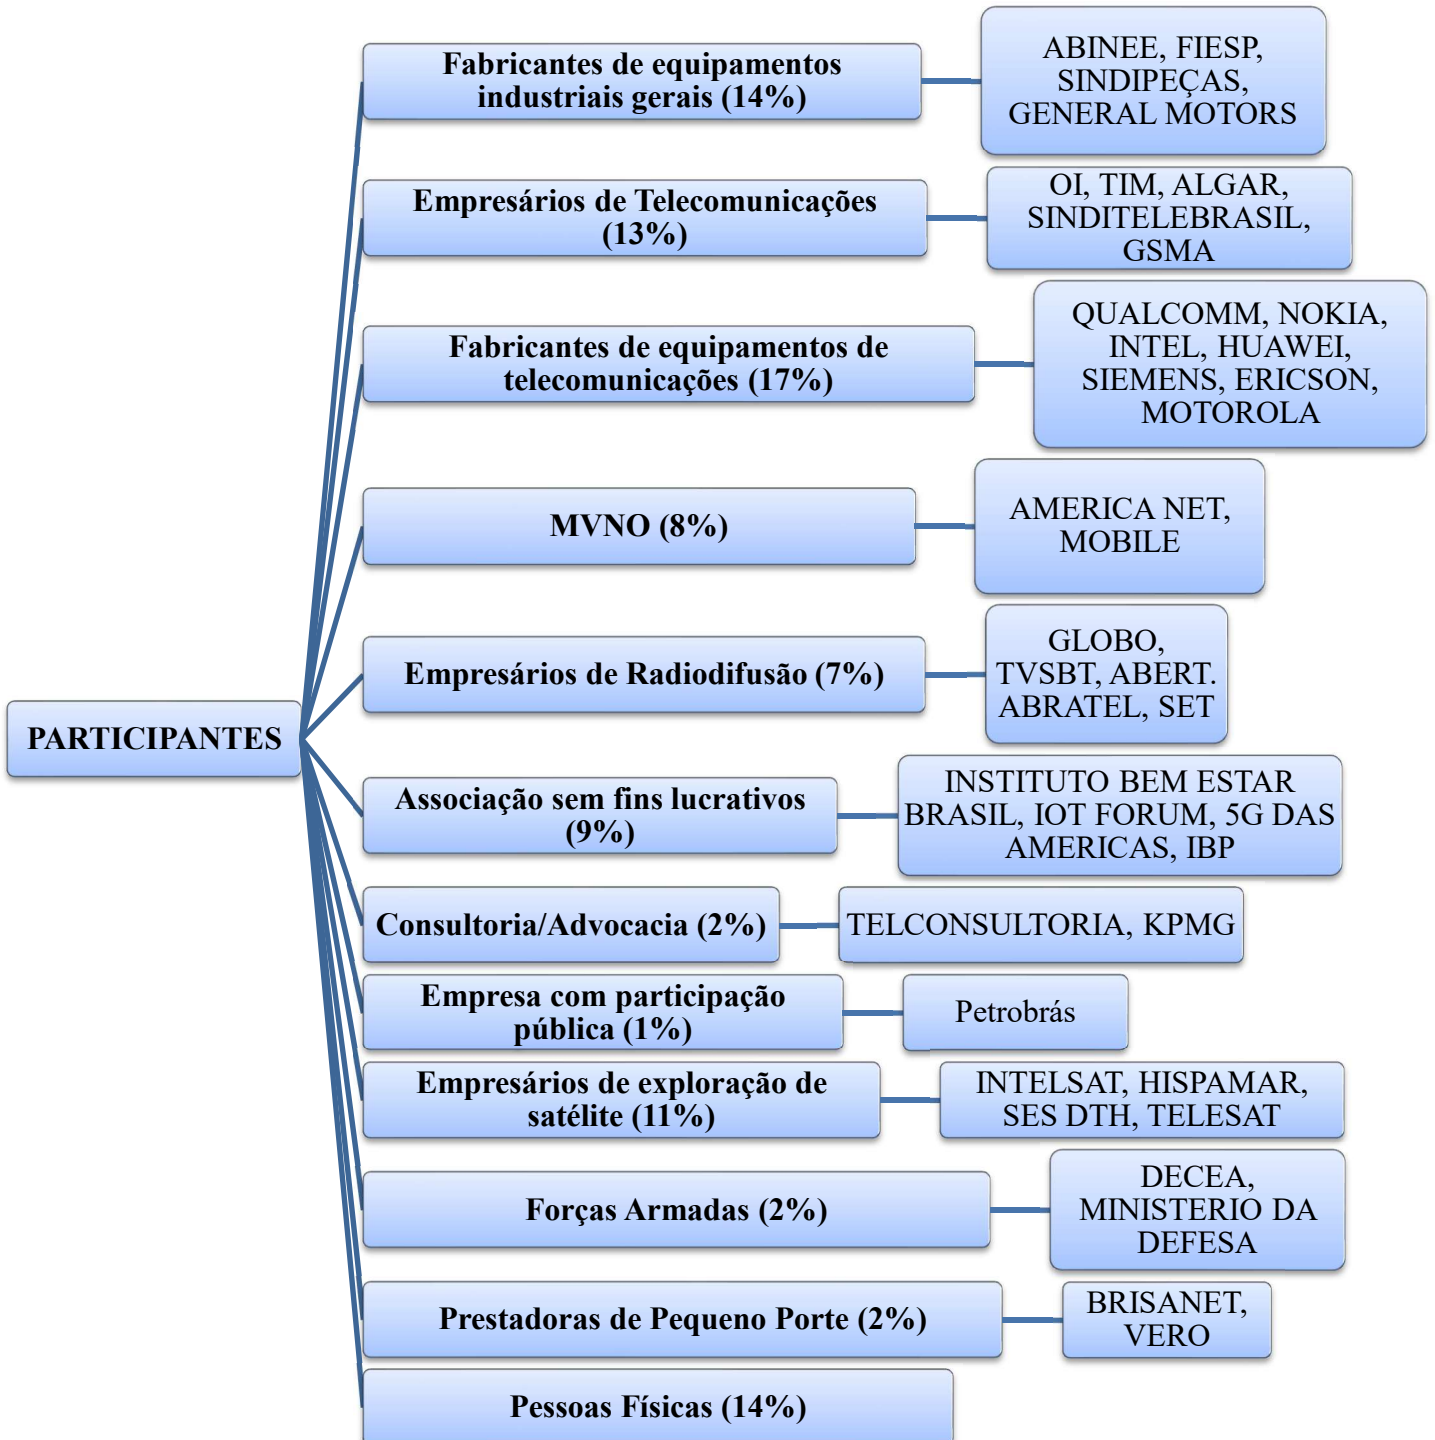 PARTICIPANTES
Fabricantes de equipamentos
industriais gerais (14%)
ABINEE, FIESP,
SINDIPEÇAS,
GENERAL MOTORS
Empresários de Telecomunicações
(13%)
OI, TIM, ALGAR,
SINDITELEBRASIL,
GSMA
Fabricantes de equipamentos de
telecomunicações (17%)
QUALCOMM, NOKIA,
INTEL, HUAWEI,
SIEMENS, ERICSON,
MOTOROLA
MVNO (8%)
AMERICA NET,
MOBILE
Empresários de Radiodifusão (7%)
GLOBO,
TVSBT, ABERT.
ABRATEL, SET
Associação sem fins lucrativos
(9%)
INSTITUTO BEM ESTAR
BRASIL, IOT FORUM, 5G DAS
AMERICAS, IBP
Consultoria/Advocacia (2%)
TELCONSULTORIA, KPMG
Empresa com participação
pública (1%)
Petrobrás
Empresários de exploração de
satélite (11%)
INTELSAT, HISPAMAR,
SES DTH, TELESAT
Forças Armadas (2%)
DECEA,
MINISTERIO DA
DEFESA
Prestadoras de Pequeno Porte (2%)
BRISANET,
VERO
Pessoas Físicas (14%)